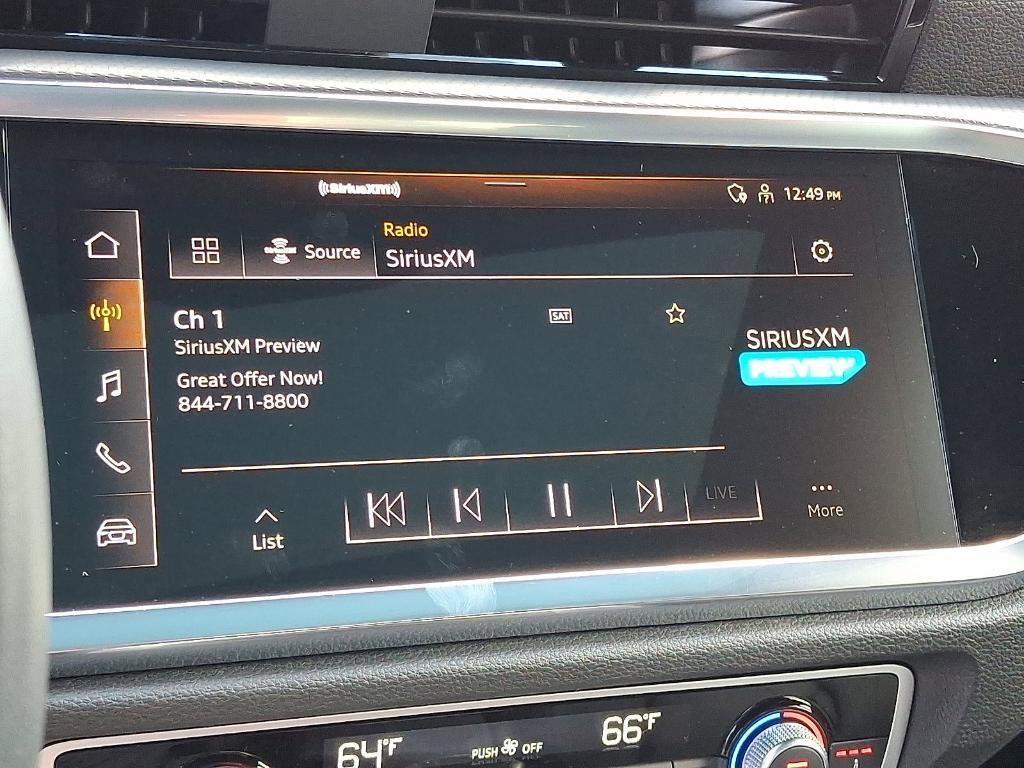 ((SiriusXM))
12:49 PM
Radio
Source
SiriusXM
Ch 1
SAT
SiriusXM Preview
SIRIUSXM
PREVIEW
Great Offer Now!
844-711-8800
LIVE
List
More
64°F
PUSH OFF
66°F